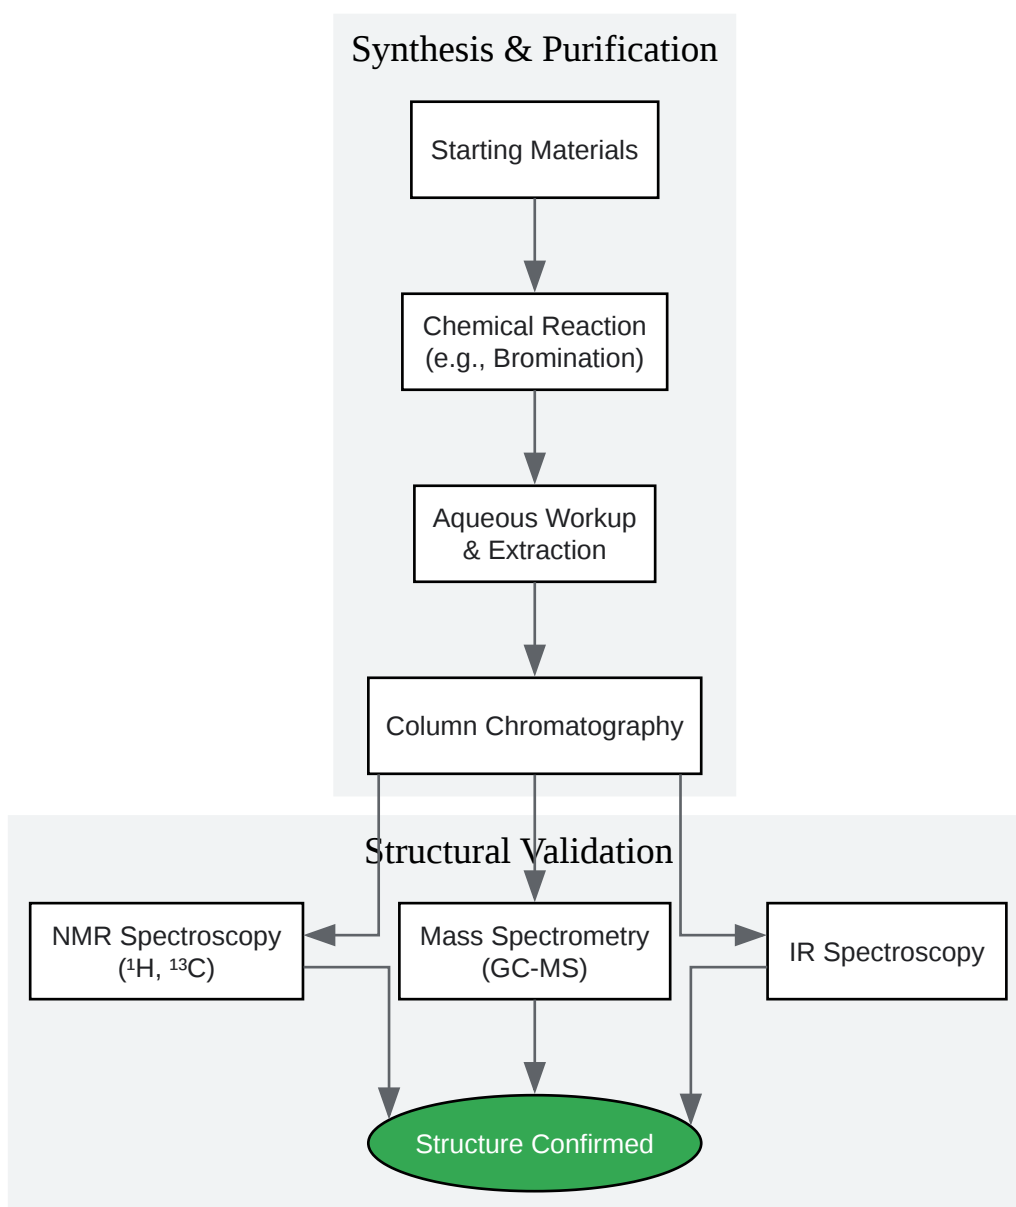 Synthesis & Purification
Starting Materials
Chemical Reaction
(e.g., Bromination)
Aqueous Workup
& Extraction
Column Chromatography
Structural Validation
NMR Spectroscopy
(¹H, ¹³C)
Mass Spectrometry
(GC-MS)
IR Spectroscopy
Structure Confirmed